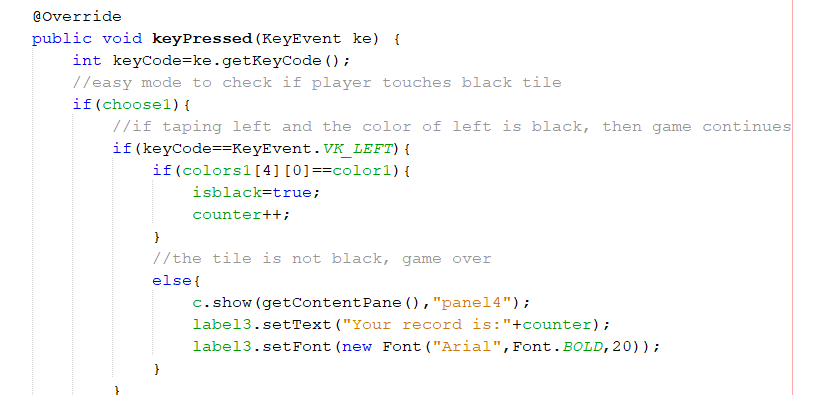 @Override
public void keyPressed(KeyEvent ke) {
int keyCode=ke.getKeyCode();
//easy mode to check if player touches black tile
if(choose1){
//if taping left and the color of left is black, then game continues
if(keyCode==KeyEvent.VK_LEFT){
if(colors1[4][0]==color1){
isblack=true;
counter++;
}
//the tile is not black, game over
else{
c.show(getContentPane(),"panel4");
label3.setText("Your record is:"+counter);
label3.setFont(new Font("Arial",Font.BOLD,20));
}
}